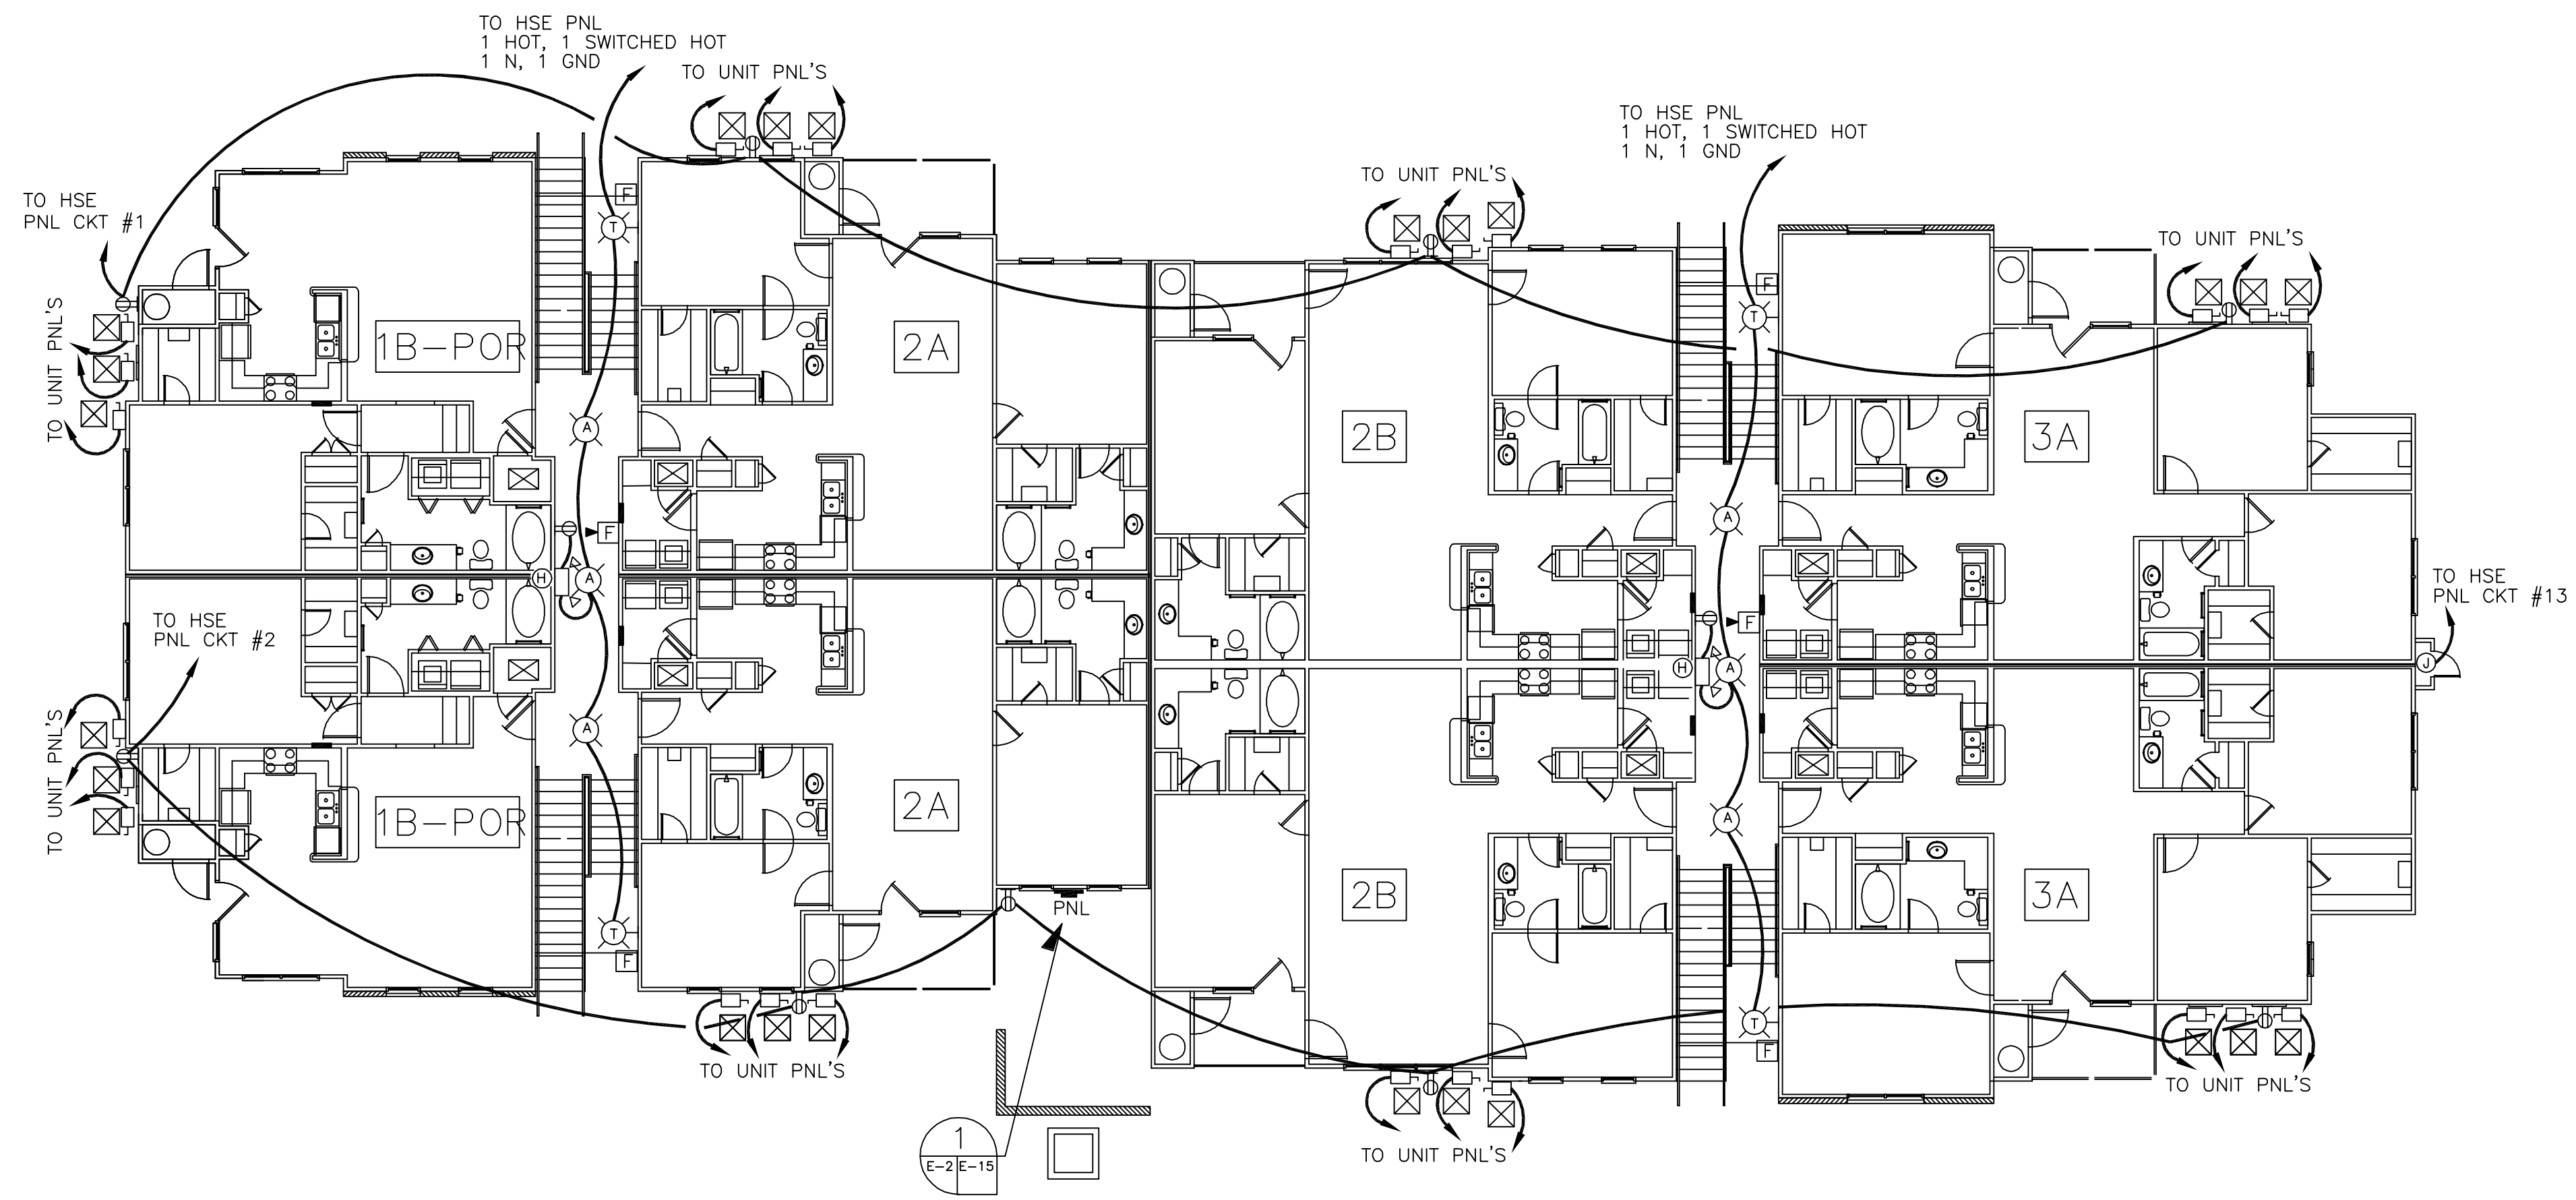 TO HSE PNL
1 HOT, 1 SWITCHED HOT
1 N, 1 GND
TO UNIT PNL'S
TO HSE PNL
1 HOT, 1 SWITCHED HOT
1 N, 1 GND
TO UNIT PNL'S
TO HSE
PNL CKT #1
F
T
TO UNIT PNL'S
F
T
TO UNIT PNL'S
1B-POR
2A
A
2B
3A
A
F
H
A
F
H
A
J
TO HSE
PNL CKT #13
TO HSE
PNL CKT #2
A
A
TO UNIT PNL'S
1B-POR
2A
2B
3A
PNL
T
F
T
F
TO UNIT PNL'S
TO UNIT PNL'S
TO UNIT PNL'S
1
E-2 E-15